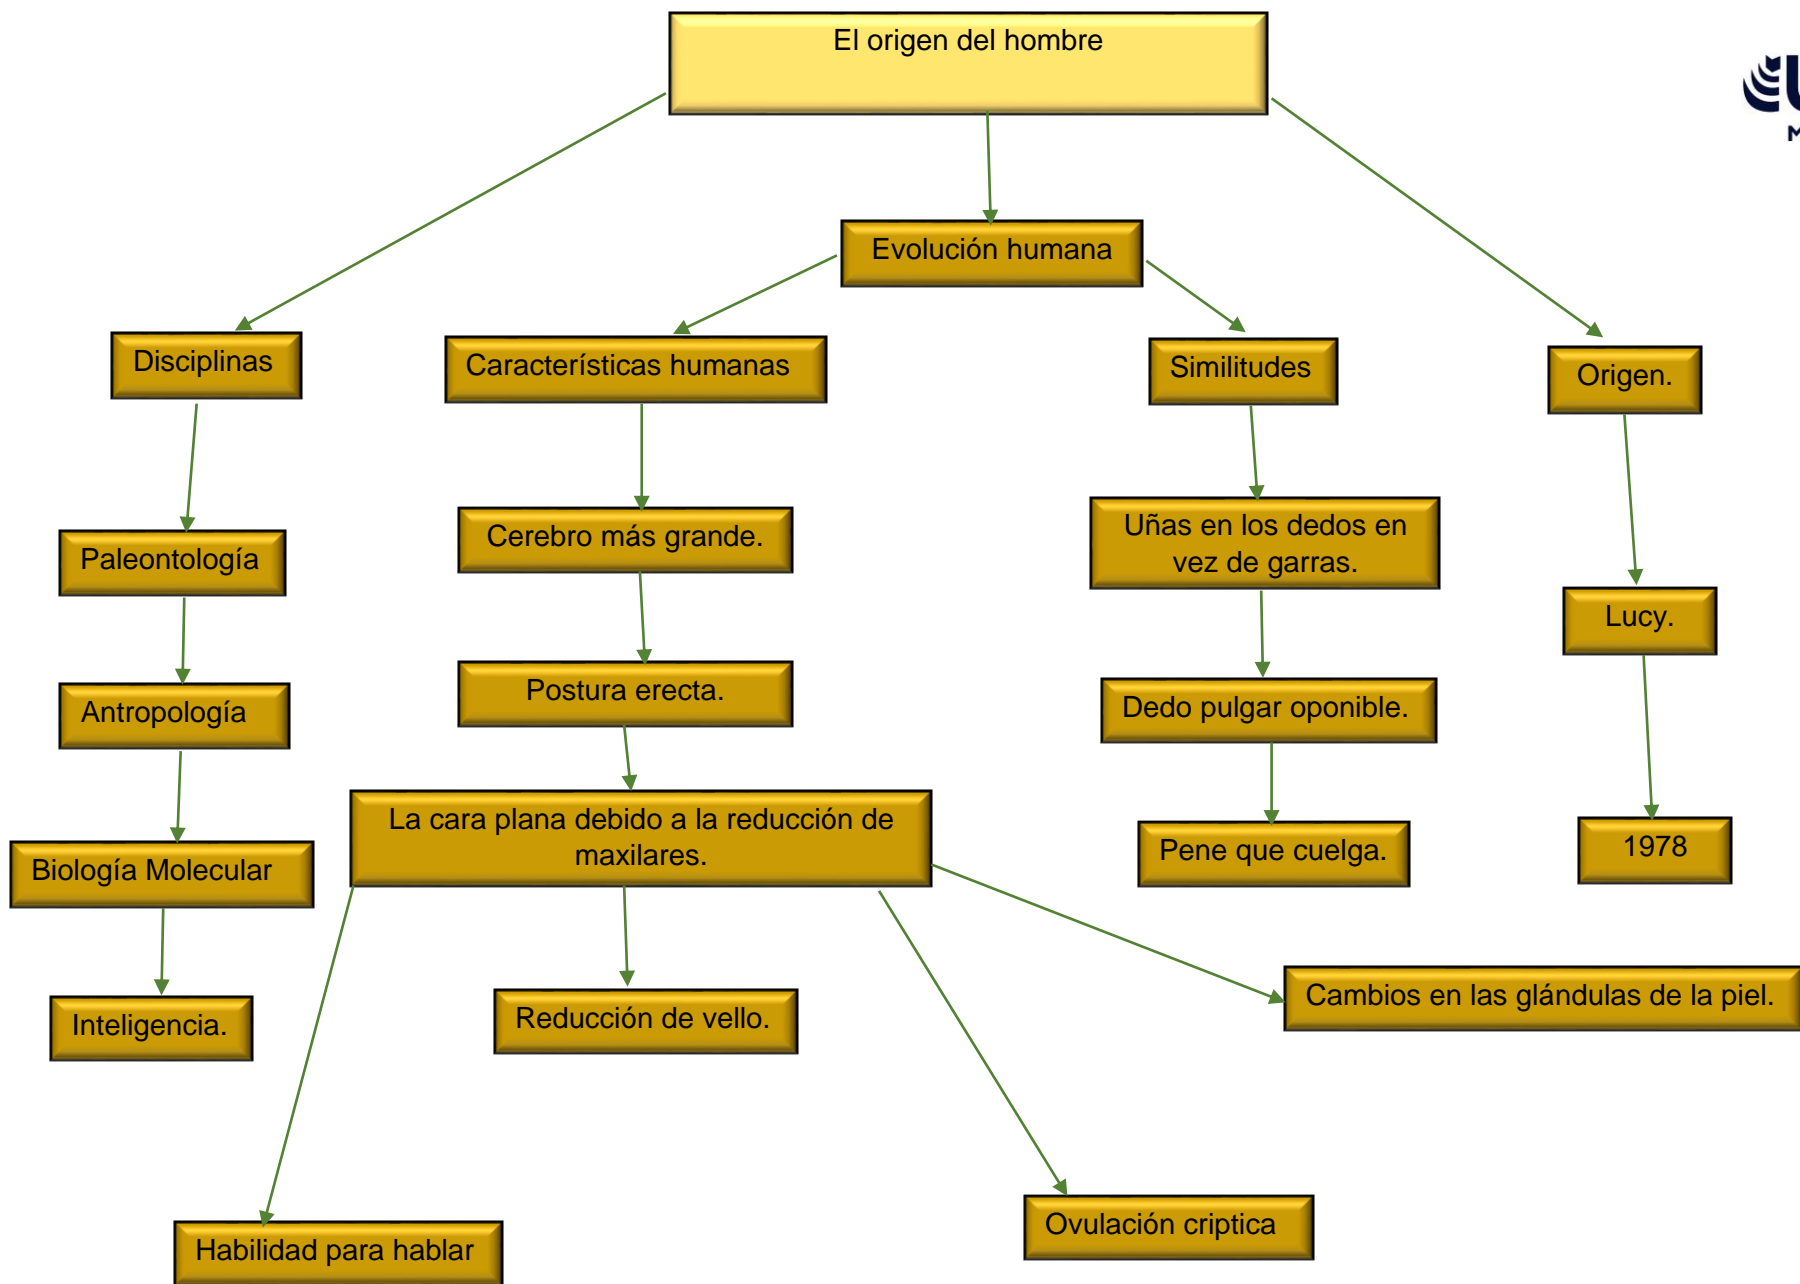 El origen del hombre
Evolución humana
Disciplinas
Características humanas
Similitudes
Origen.
Paleontología
Cerebro más grande.
Uñas en los dedos en
vez de garras.
Lucy.
Antropología
Postura erecta.
Dedo pulgar oponible.
Biología Molecular
La cara plana debido a la reducción de
maxilares.
Pene que cuelga.
1978
Inteligencia.
Reducción de vello.
Cambios en las glándulas de la piel.
Habilidad para hablar
Ovulación criptica